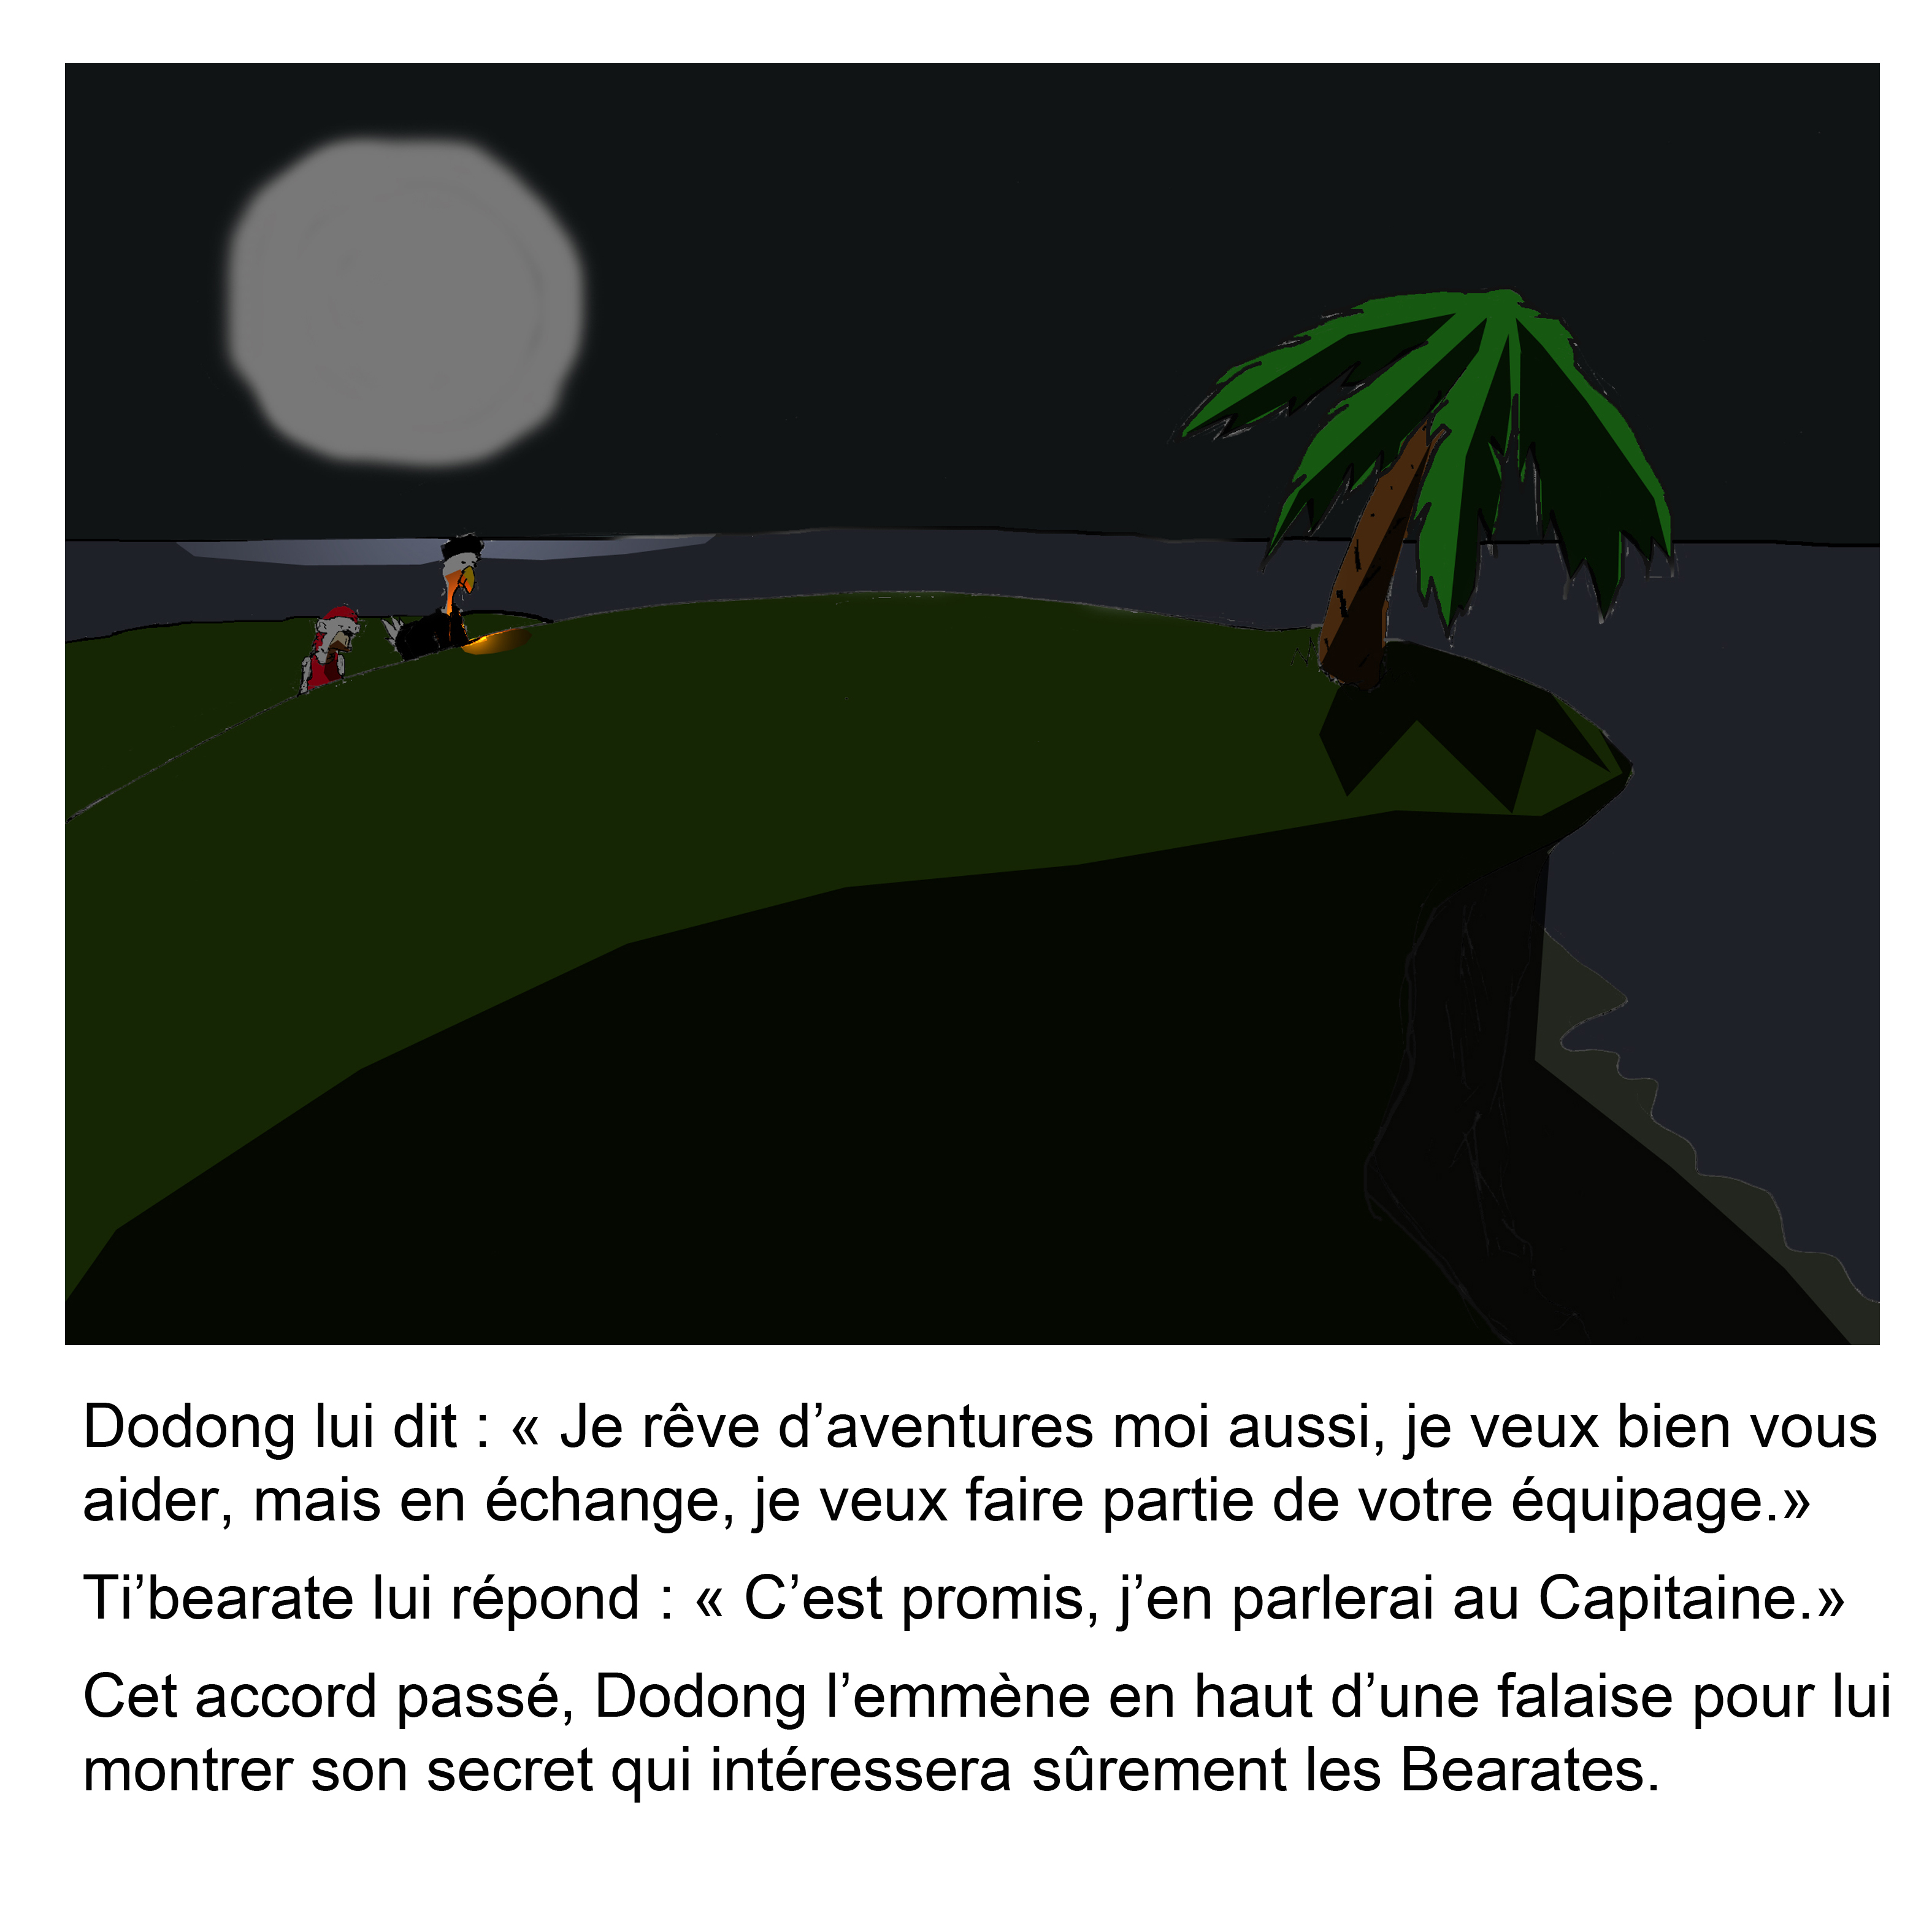 Dodong lui dit : « Je rêve d’aventures moi aussi, je veux bien vous
aider, mais en échange, je veux faire partie de votre équipage.»
Ti’bearate lui répond : « C’est promis, j’en parlerai au Capitaine.»
Cet accord passé, Dodong l’emmène en haut d’une falaise pour lui
montrer son secret qui intéressera sûrement les Bearates.